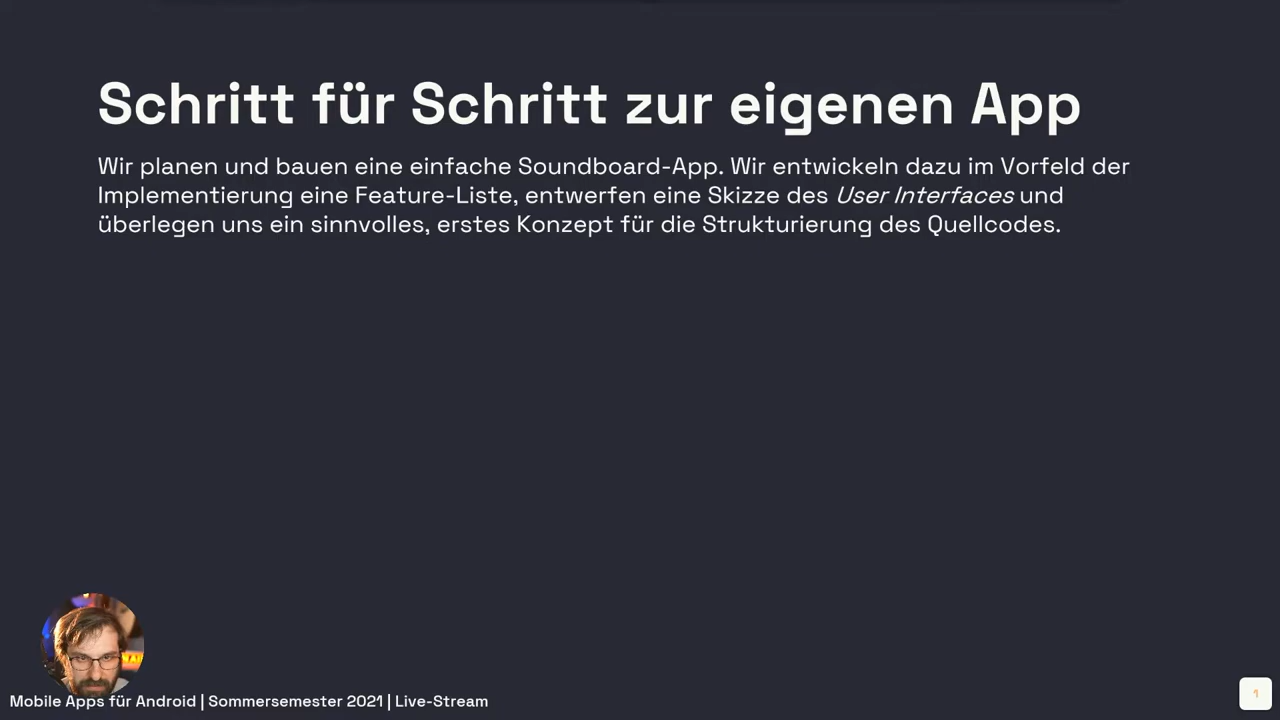 Schritt für Schritt zur eigenen App
Wir planen und bauen eine einfache Soundboard-App. Wir entwickeln dazu im Vorfeld der
Implementierung eine Feature-Liste, entwerfen eine Skizze des User Interfaces und
überlegen uns ein sinnvolles, erstes Konzept für die Strukturierung des Quellcodes.
Mobile Apps für Android | Sommersemester 2021 | Live-Stream
1